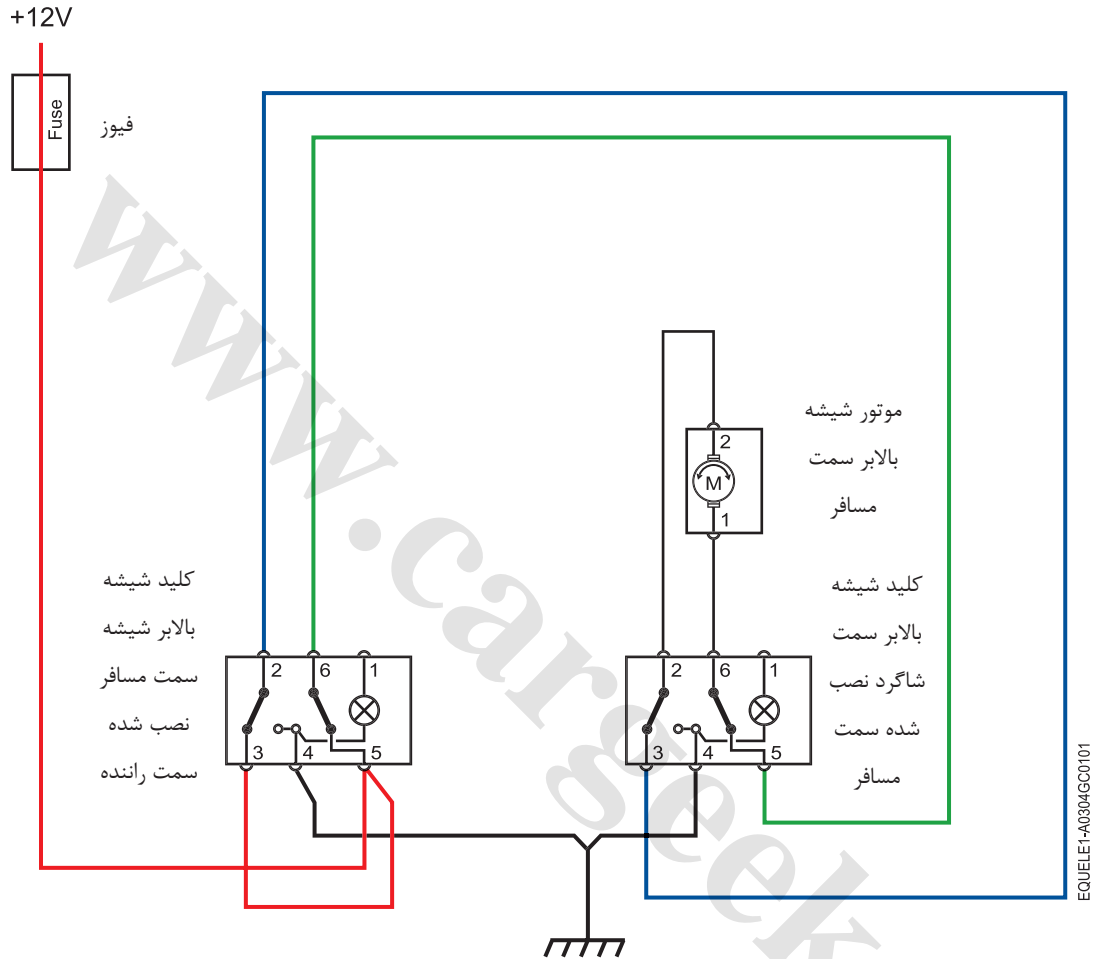 +12V
Fuse
فیوز
موتور شیشه
بالابر سمت
مسافر
2
M
1
کلید شیشه
بالابر شیشه
سمت مسافر
نصب شده
سمت راننده
2 6 1
3 4 5
کلید شیشه
بالابر سمت
شاگرد نصب
شده سمت
مسافر
2 6 1
3 4 5
EQUELE1-A0304GC0101
www.cargeek